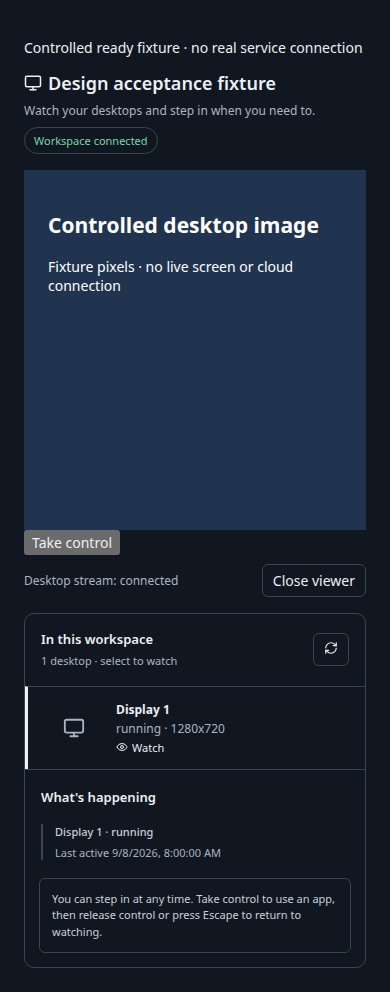 Controlled ready fixture · no real service connection
Design acceptance fixture
Watch your desktops and step in when you need to.
Workspace connected
Controlled desktop image
Fixture pixels · no live screen or cloud
connection
Take control
Desktop stream: connected
Close viewer
In this workspace
1 desktop · select to watch
Display 1
running · 1280x720
Watch
What's happening
Display 1 · running
Last active 9/8/2026, 8:00:00 AM
You can step in at any time. Take control to use an app,
then release control or press Escape to return to
watching.